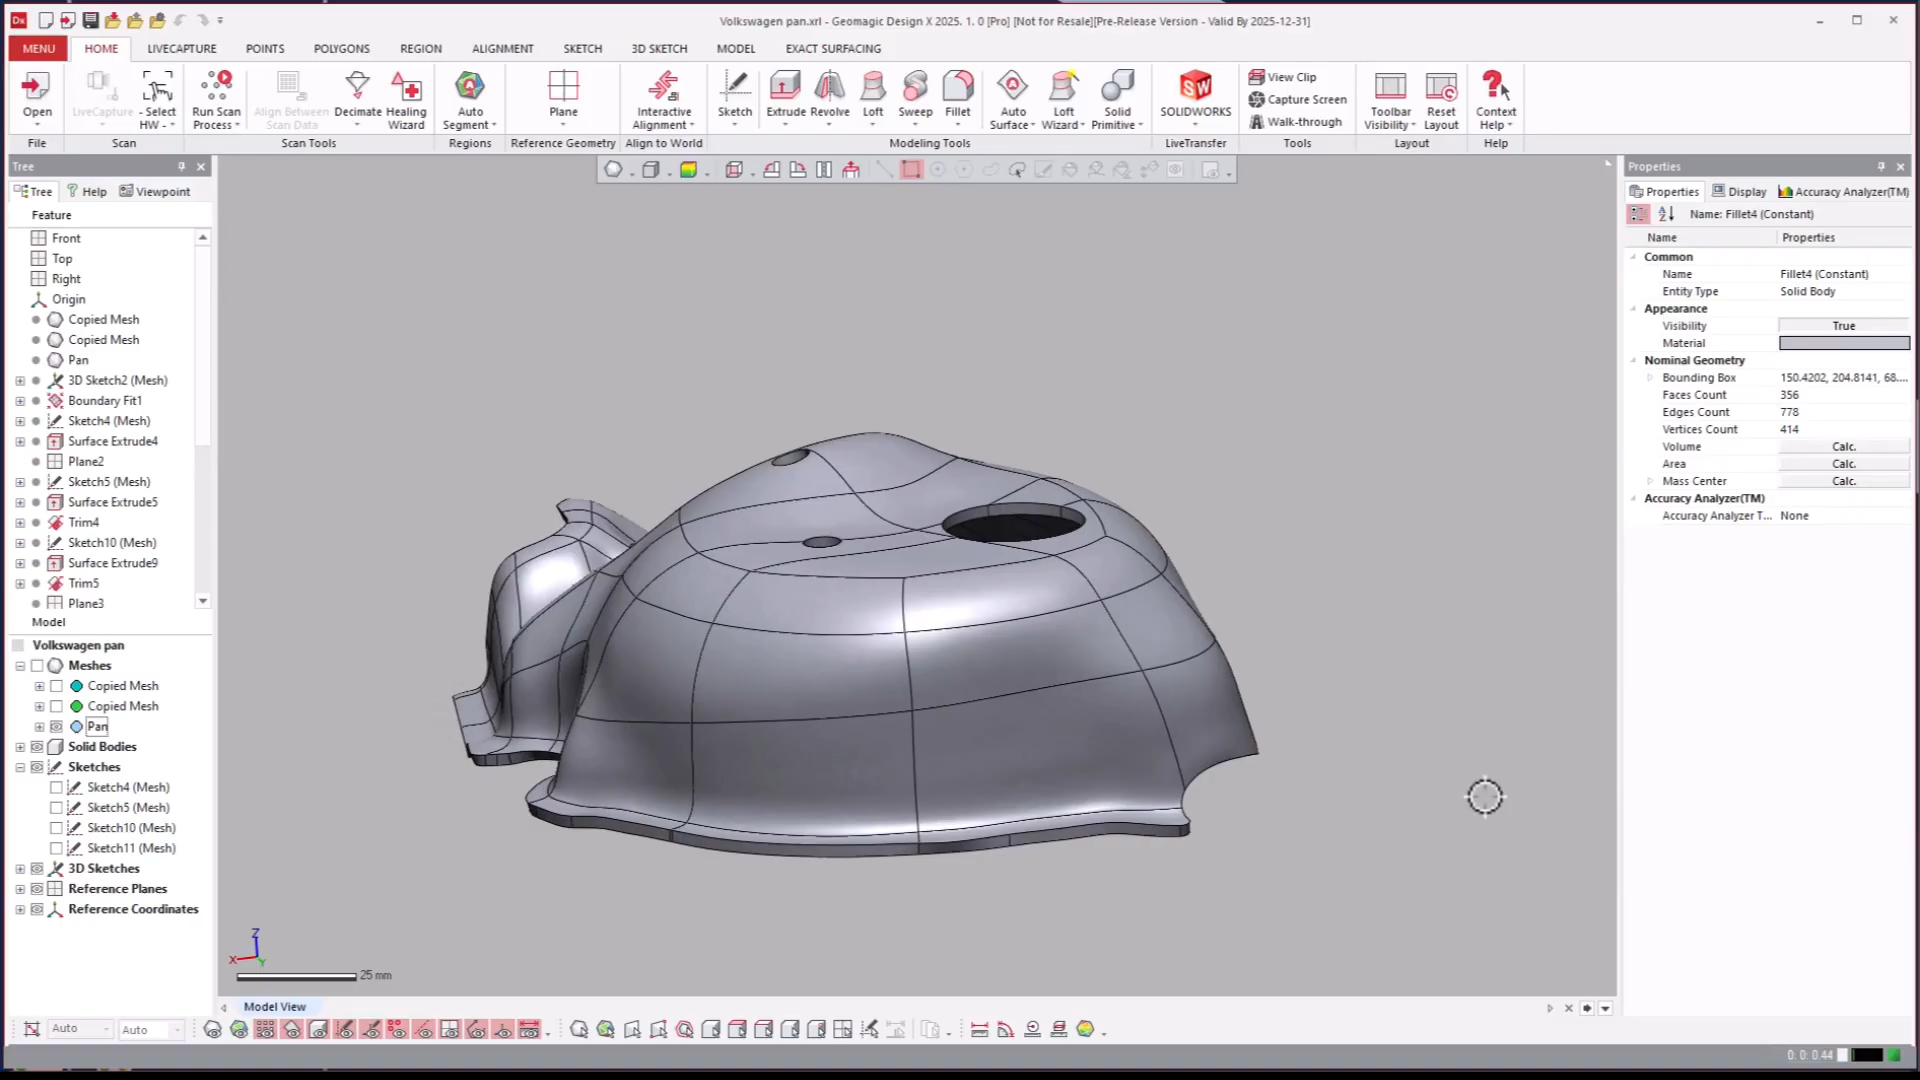 Volkswagen pan.xrl - Geomagic Design X 2025. 1. 0 [Pro] [Not for Resale][Pre-Release Version - Valid By 2025-12-31]
MENU HOME LIVECAPTURE POINTS POLYGONS REGION ALIGNMENT SKETCH 3D SKETCH MODEL EXACT SURFACING
Open
LiveCapture
- Select HW -
Run Scan Process
Align Between Scan Data
Decimate
Healing Wizard
Auto Segment
Plane
Interactive Alignment
Sketch
Extrude
Revolve
Loft
Sweep
Fillet
Auto Surface
Loft Wizard
Solid Primitive
SOLIDWORKS
View Clip
Capture Screen
Walk-through
Toolbar Visibility
Reset Layout
Context Help
File Scan Scan Tools Regions Reference Geometry Align to World Modeling Tools LiveTransfer Tools Layout Help
Tree
Tree Help Viewpoint
Feature
Front
Top
Right
Origin
Copied Mesh
Copied Mesh
Pan
3D Sketch2 (Mesh)
Boundary Fit1
Sketch4 (Mesh)
Surface Extrude4
Plane2
Sketch5 (Mesh)
Surface Extrude5
Trim4
Sketch10 (Mesh)
Surface Extrude9
Trim5
Plane3
Model
Volkswagen pan
Meshes
Copied Mesh
Copied Mesh
Pan
Solid Bodies
Sketches
Sketch4 (Mesh)
Sketch5 (Mesh)
Sketch10 (Mesh)
Sketch11 (Mesh)
3D Sketches
Reference Planes
Reference Coordinates
Z
X
Y
25 mm
Model View
Auto Auto
Properties
Properties Display Accuracy Analyzer(TM)
Name: Fillet4 (Constant)
Name Properties
Common
Name Fillet4 (Constant)
Entity Type Solid Body
Appearance
Visibility True
Material
Nominal Geometry
Bounding Box 150.4202, 204.8141, 68....
Faces Count 356
Edges Count 778
Vertices Count 414
Volume Calc.
Area Calc.
Mass Center Calc.
Accuracy Analyzer(TM)
Accuracy Analyzer T... None
0: 0: 0.44